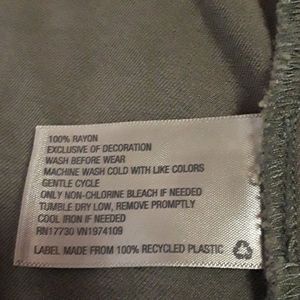 100% RAYON
EXCLUSIVE OF DECORATION
WASH BEFORE WEAR
MACHINE WASH COLD WITH LIKE COLORS
GENTLE CYCLE
ONLY NON-CHLORINE BLEACH IF NEEDED
TUMBLE DRY LOW, REMOVE PROMPTLY
COOL IRON IF NEEDED
RN17730 VN1974109
LABEL MADE FROM 100% RECYCLED PLASTIC